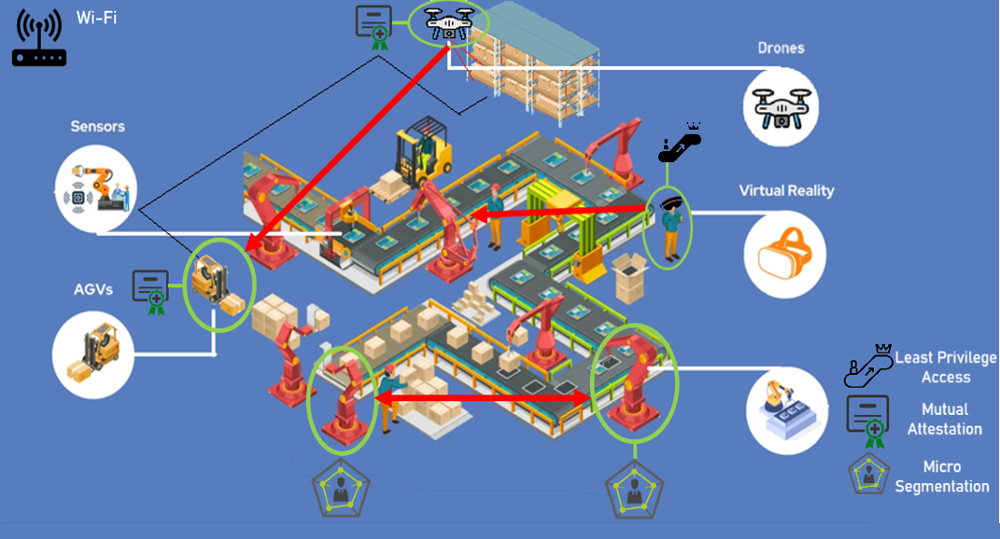 Wi-Fi
Drones
Sensors
Virtual Reality
AGVs
Least Privilege
Access
Mutual
Attestation
Micro
Segmentation